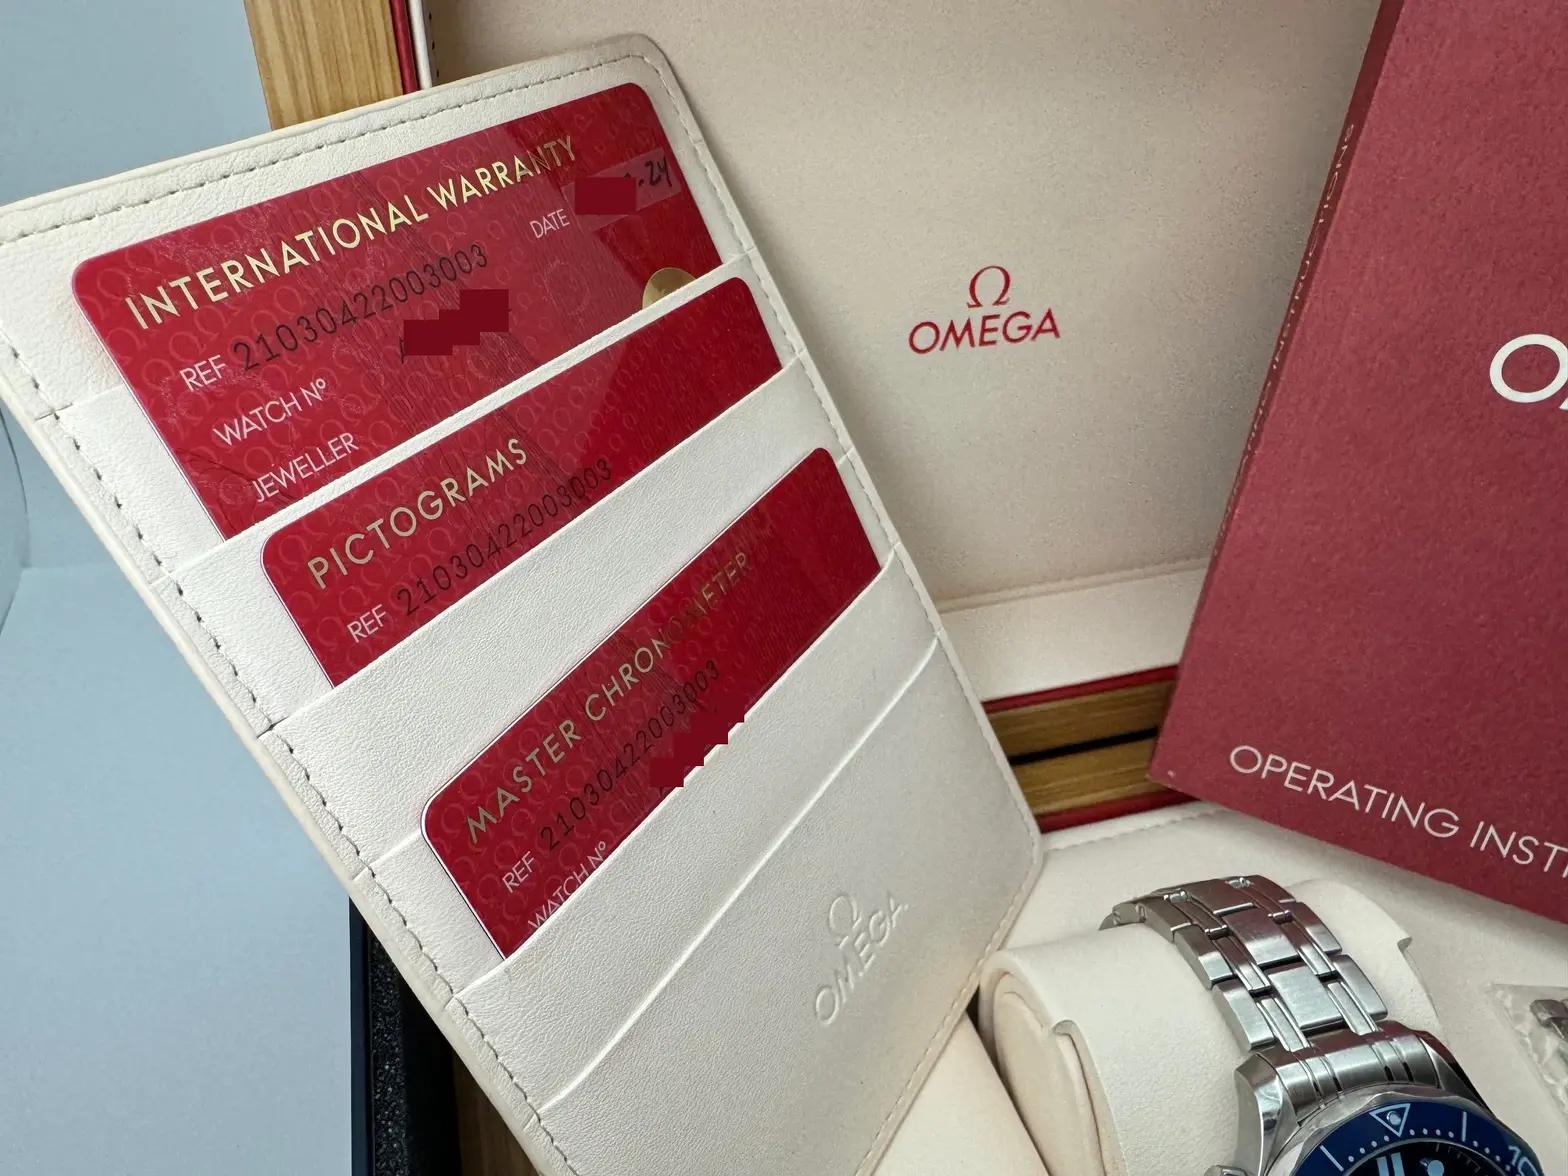 INTERNATIONAL WARRANTY
DATE -24
REF 21030422003003
WATCH Nº
JEWELLER
PICTOGRAMS
REF 21030422003003
MASTER CHRONOMETER
REF 21030422003003
WATCH Nº
Ω
OMEGA
Ω
OMEGA
O
OPERATING INST